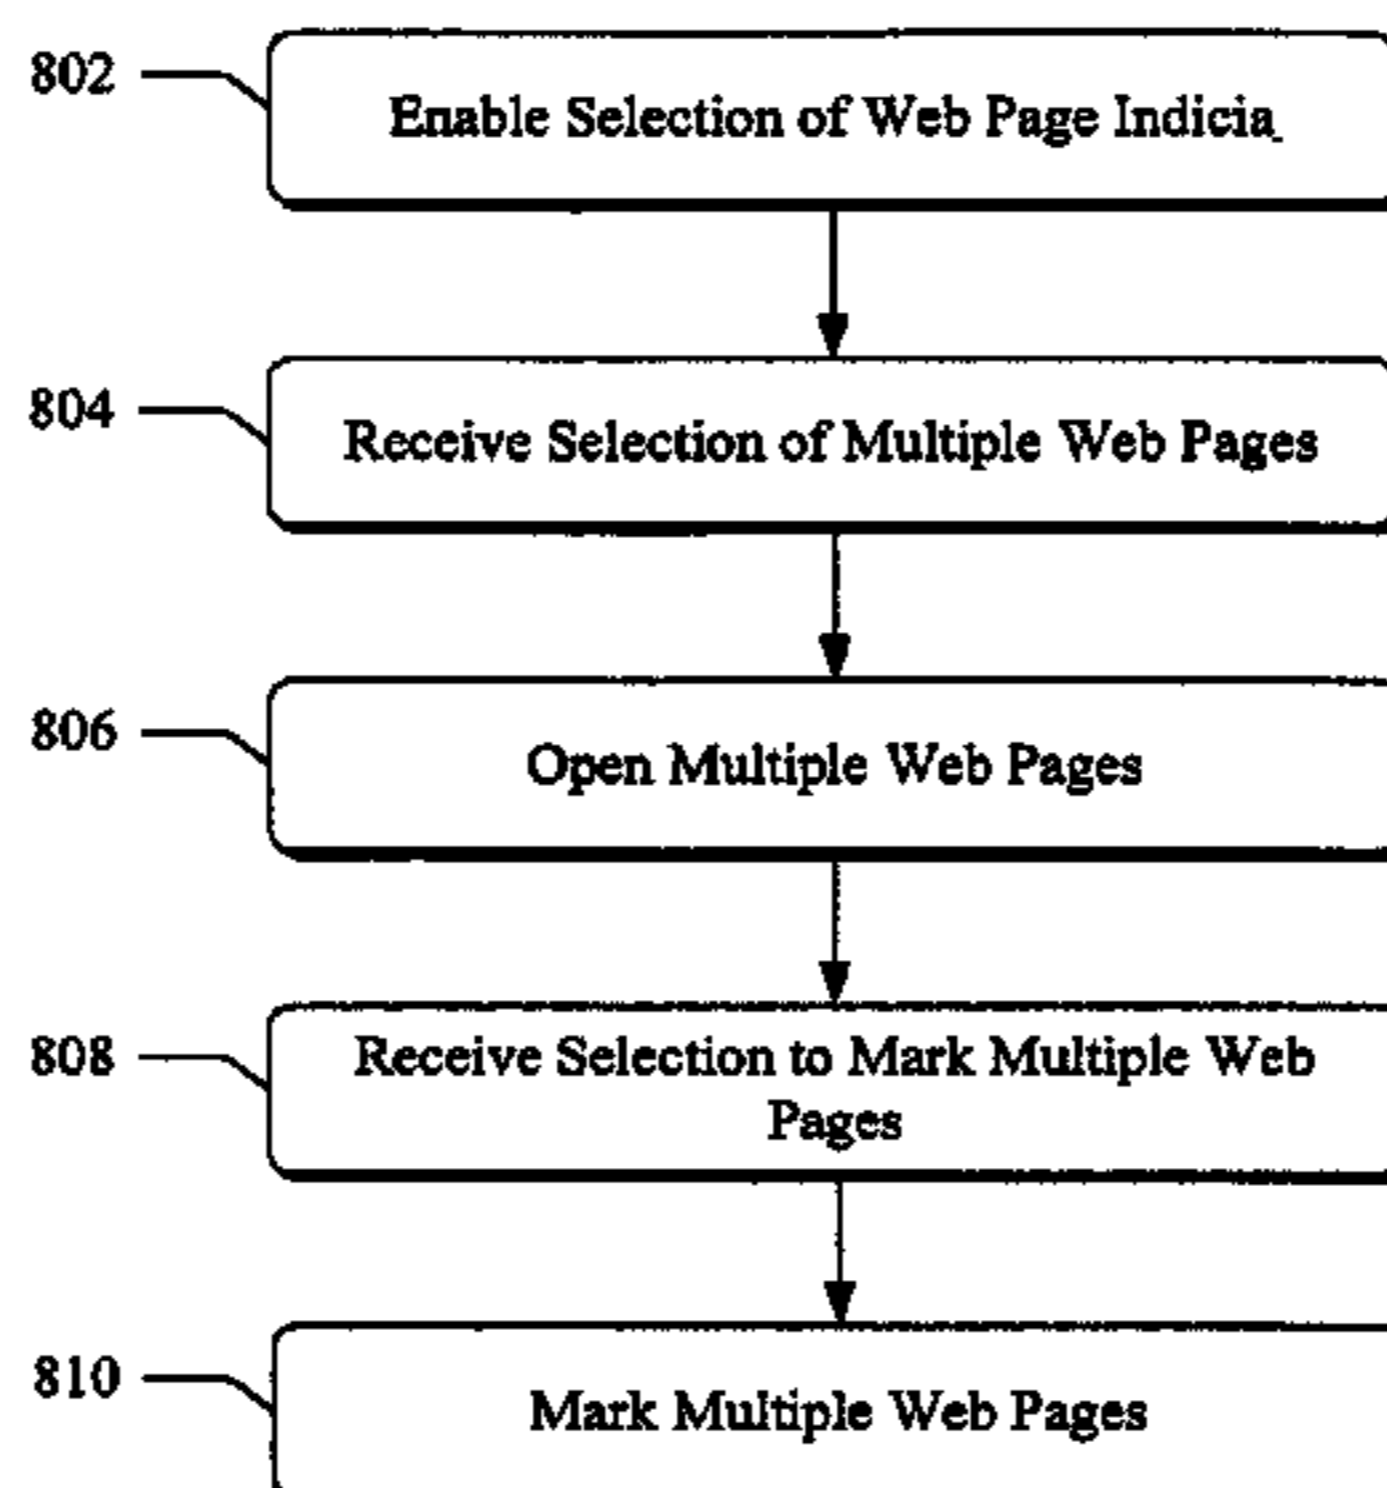 802
Enable Selection of Web Page Indicia
804
Receive Selection of Multiple Web Pages
806
Open Multiple Web Pages
808
Receive Selection to Mark Multiple Web
Pages
810
Mark Multiple Web Pages